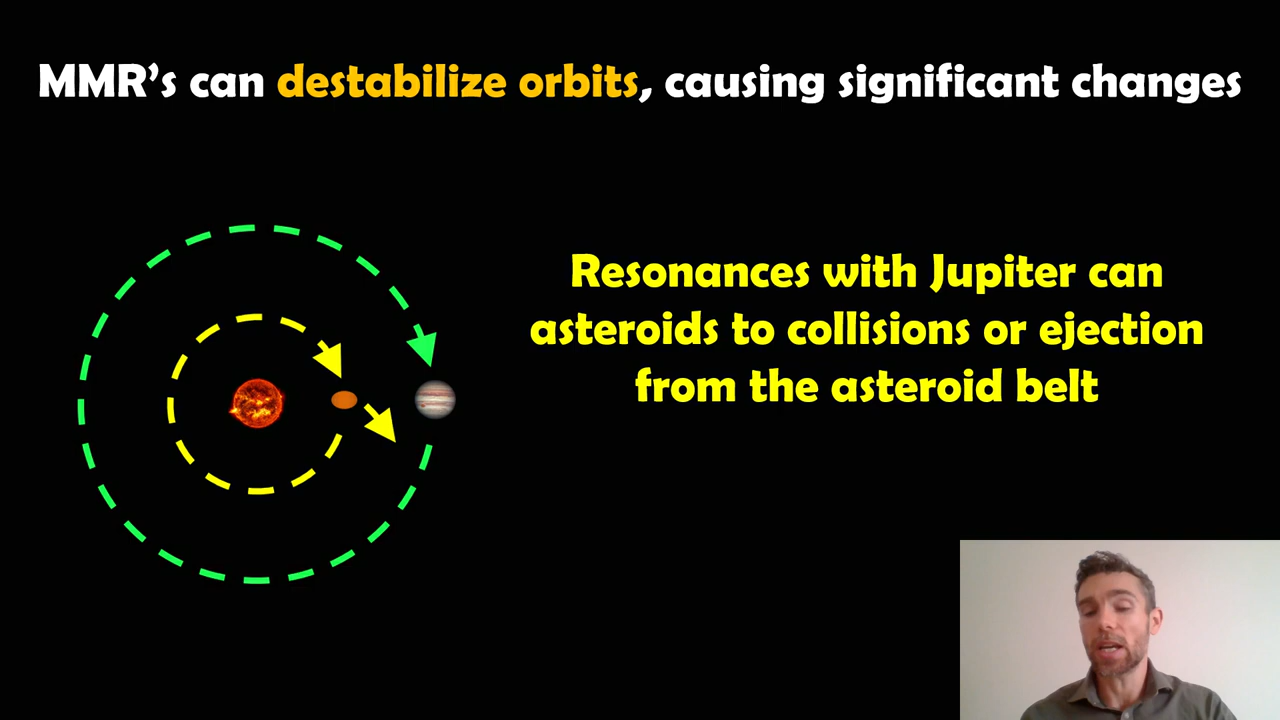 MMR's can destabilize orbits, causing significant changes
Resonances with Jupiter can
asteroids to collisions or ejection
from the asteroid belt